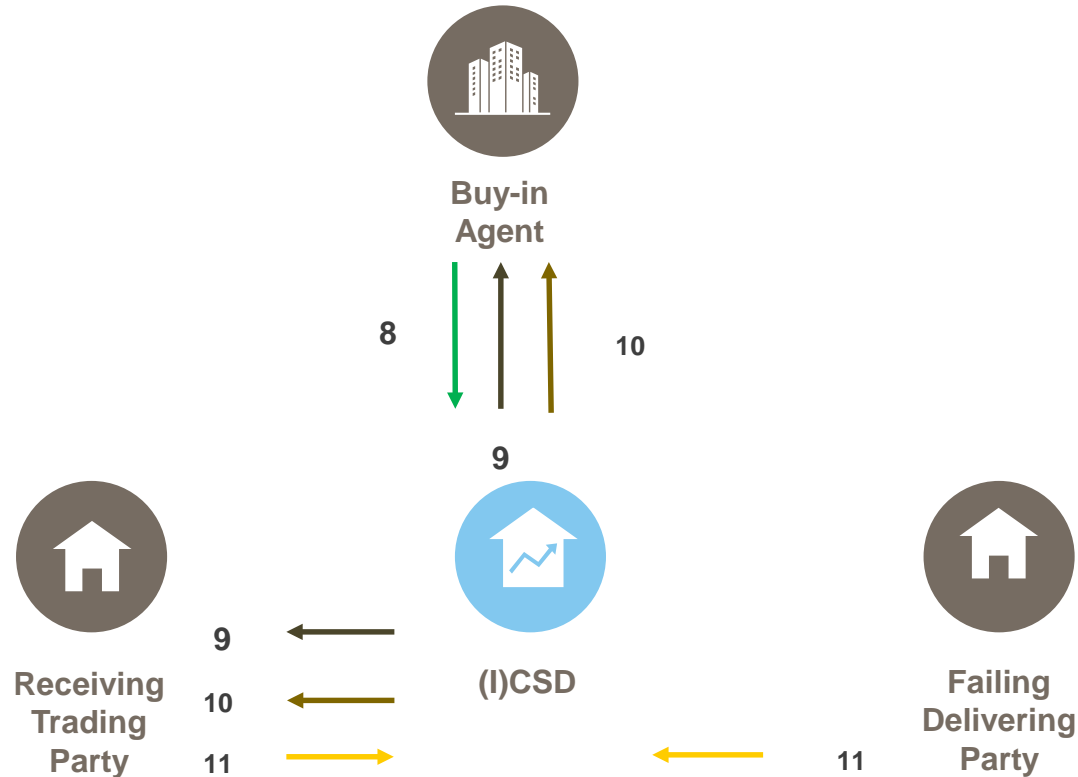 Buy-in
Agent
8
10
9
9
Receiving
Trading
Party
10
11
(I)CSD
Failing
Delivering
Party
11